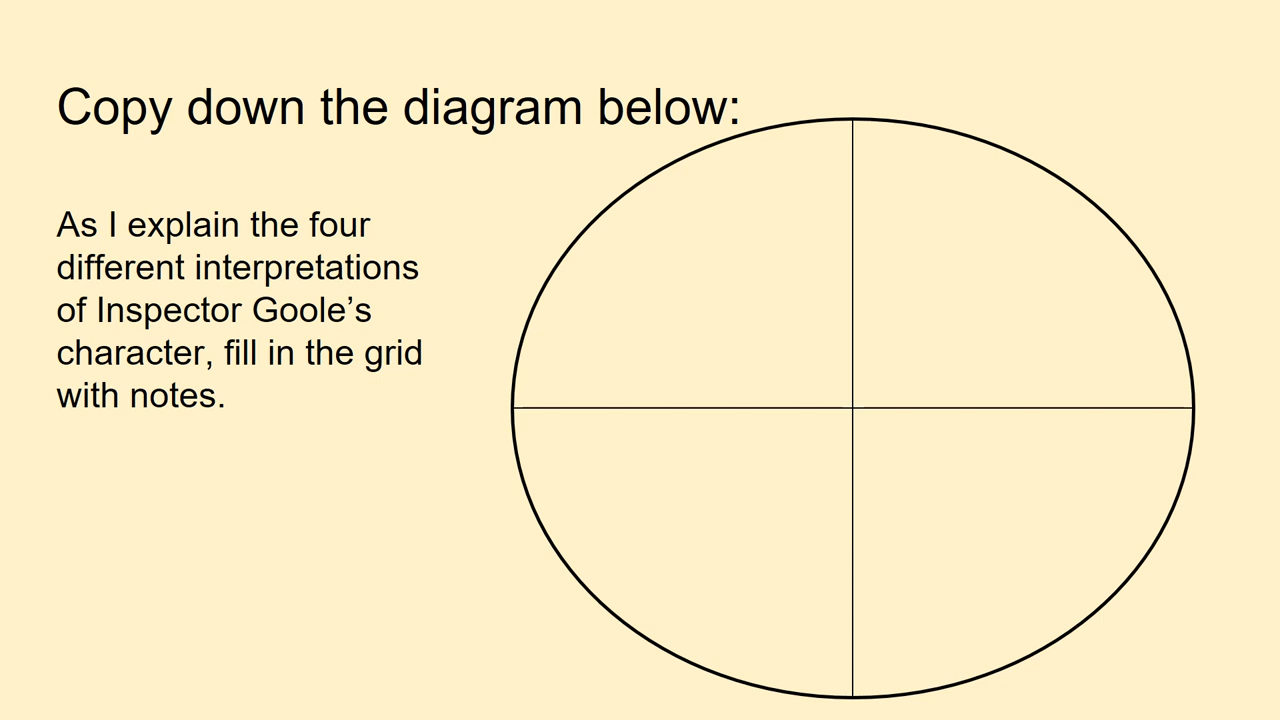 Copy down the diagram below:
As I explain the four
different interpretations
of Inspector Goole’s
character, fill in the grid
with notes.